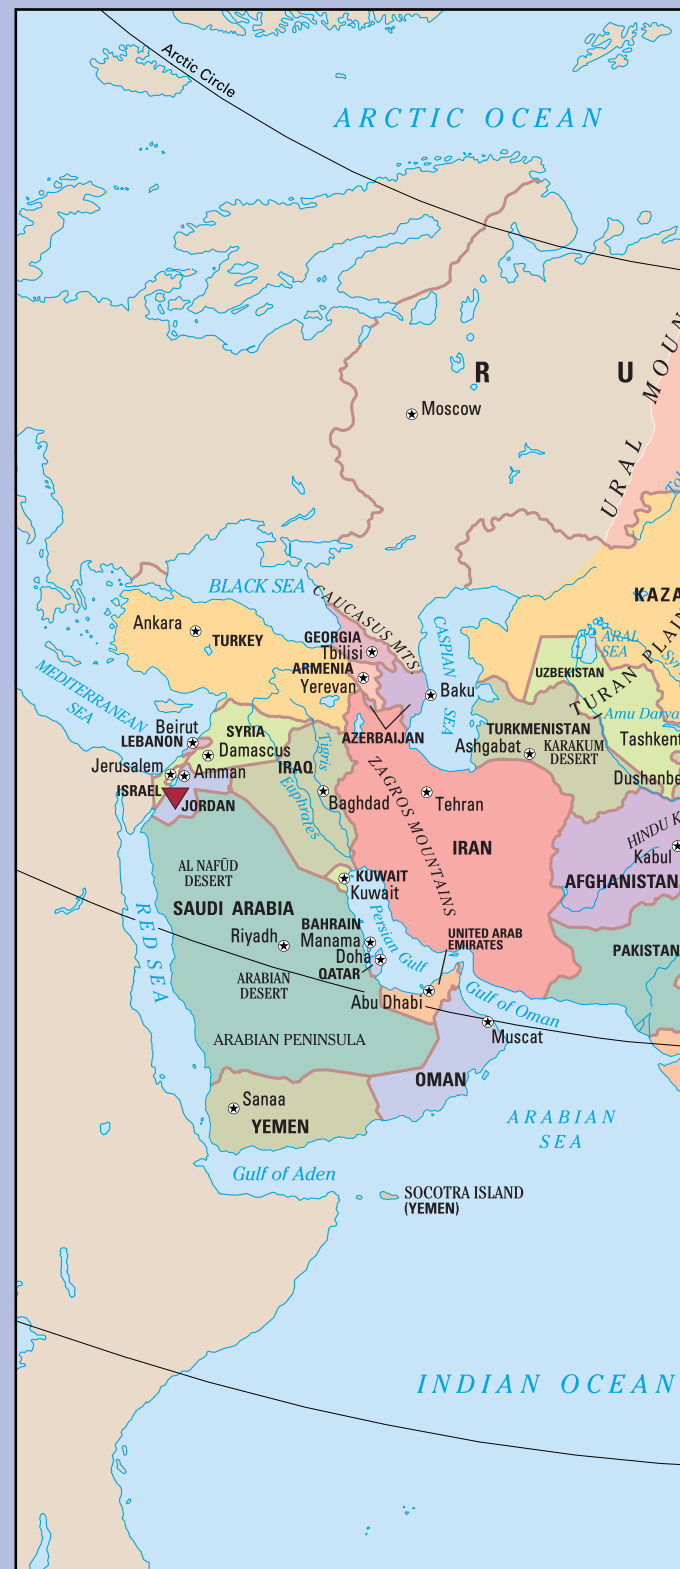 Arctic Circle
ARCTIC OCEAN
R U
URAL MOUN
Moscow
BLACK SEA
CAUCASUS MTS.
KAZA
Ankara
TURKEY
GEORGIA
Tbilisi
ARMENIA
Yerevan
CASPIAN SEA
ARAL
SEA
UZBEKISTAN
TURAN PLAIN
Syr
MEDITERRANEAN
SEA
Baku
Amu Darya
Beirut
LEBANON
SYRIA
Damascus
AZERBAIJAN
TURKMENISTAN
Ashgabat
KARAKUM
DESERT
Tashkent
Jerusalem
Amman
IRAQ
Tigris
Euphrates
Dushanbe
ISRAEL
JORDAN
Baghdad
Tehran
ZAGROS MOUNTAINS
IRAN
HINDU K
Kabul
AFGHANISTAN
AL NAFŪD
DESERT
KUWAIT
Kuwait
SAUDI ARABIA
RED SEA
Riyadh
BAHRAIN
Manama
Doha
QATAR
Persian Gulf
UNITED ARAB
EMIRATES
PAKISTAN
ARABIAN
DESERT
Abu Dhabi
Gulf of Oman
Muscat
ARABIAN PENINSULA
OMAN
Sanaa
YEMEN
ARABIAN
SEA
Gulf of Aden
SOCOTRA ISLAND
(YEMEN)
INDIAN OCEAN